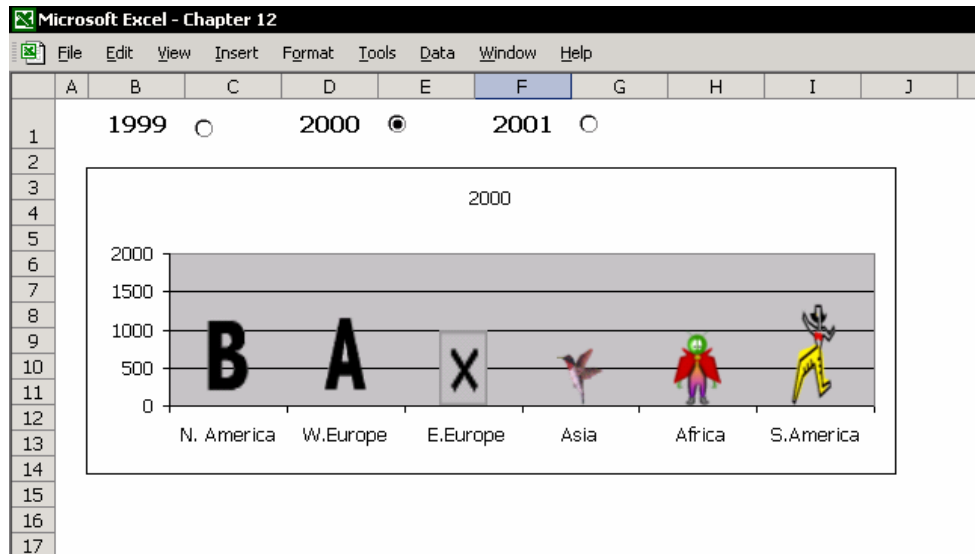 Microsoft Excel - Chapter 12
File Edit View Insert Format Tools Data Window Help
A B C D E F G H I J
1 1999 2000 2001
2
3 2000
4
5
6 2000
7 1500
8
9 1000
10 500
11
12 0
13 N. America W.Europe E.Europe Asia Africa S.America
14
15
16
17
B A X